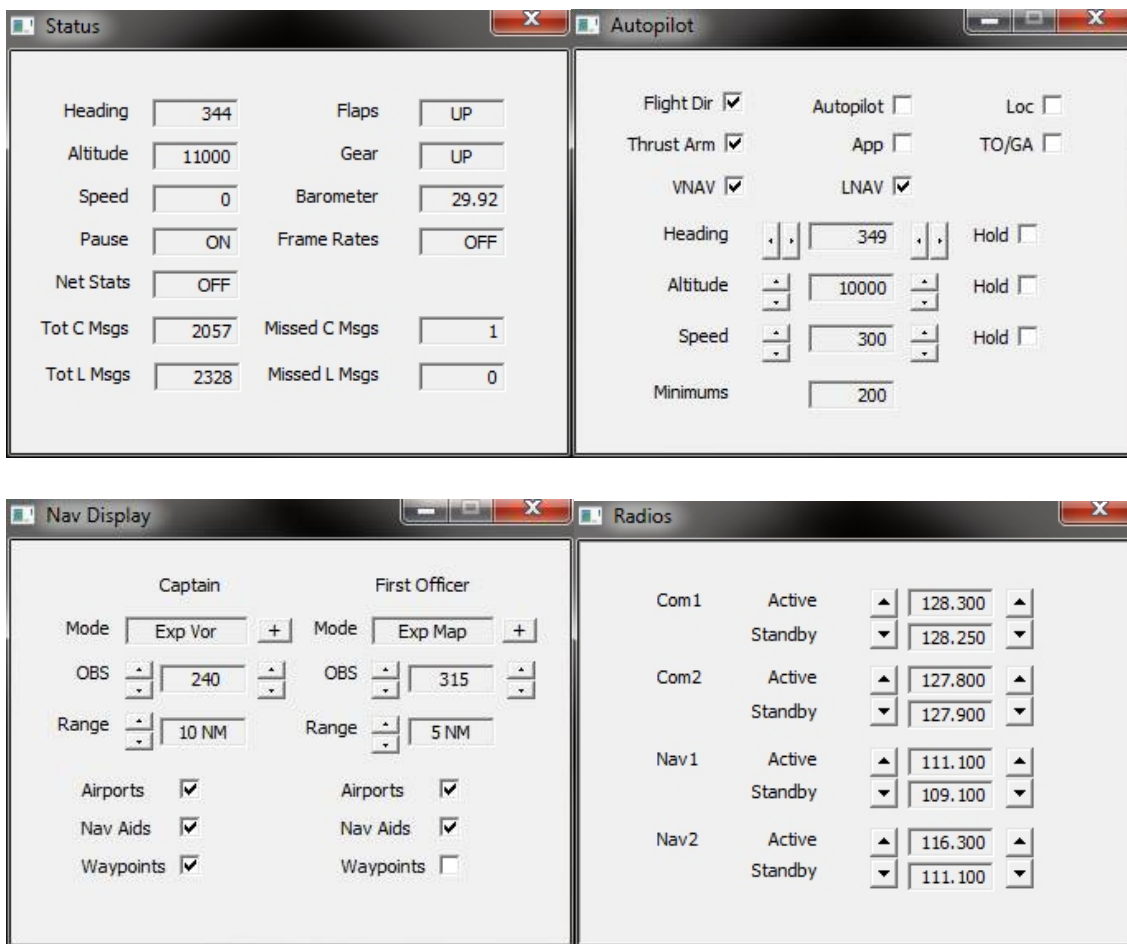 Status
Heading 344 Flaps UP
Altitude 11000 Gear UP
Speed 0 Barometer 29.92
Pause ON Frame Rates OFF
Net Stats OFF
Tot C Msgs 2057 Missed C Msgs 1
Tot L Msgs 2328 Missed L Msgs 0
Autopilot
Flight Dir Autopilot Loc
Thrust Arm App TO/GA
VNAV LNAV
Heading 349 Hold
Altitude 10000 Hold
Speed 300 Hold
Minimums 200
Nav Display
Captain First Officer
Mode Exp Vor + Mode Exp Map +
OBS 240 OBS 315
Range 10 NM Range 5 NM
Airports Airports
Nav Aids Nav Aids
Waypoints Waypoints
Radios
Com1 Active 128.300
Standby 128.250
Com2 Active 127.800
Standby 127.900
Nav1 Active 111.100
Standby 109.100
Nav2 Active 116.300
Standby 111.100